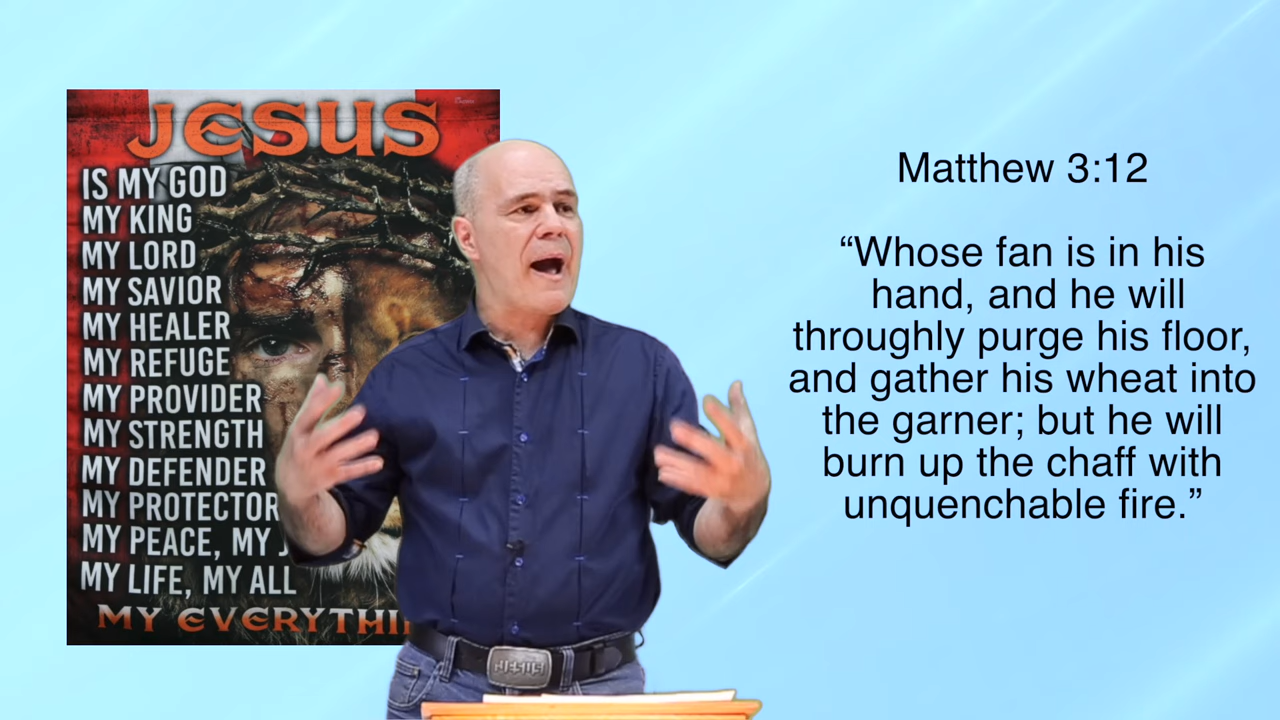 JESUS
IS MY GOD
MY KING
MY LORD
MY SAVIOR
MY HEALER
MY REFUGE
MY PROVIDER
MY STRENGTH
MY DEFENDER
MY PROTECTOR
MY PEACE, MY
MY LIFE, MY ALL
MY
JESUS
Matthew 3:12
“Whose fan is in his
hand, and he will
throughly purge his floor,
and gather his wheat into
the garner; but he will
burn up the chaff with
unquenchable fire.”